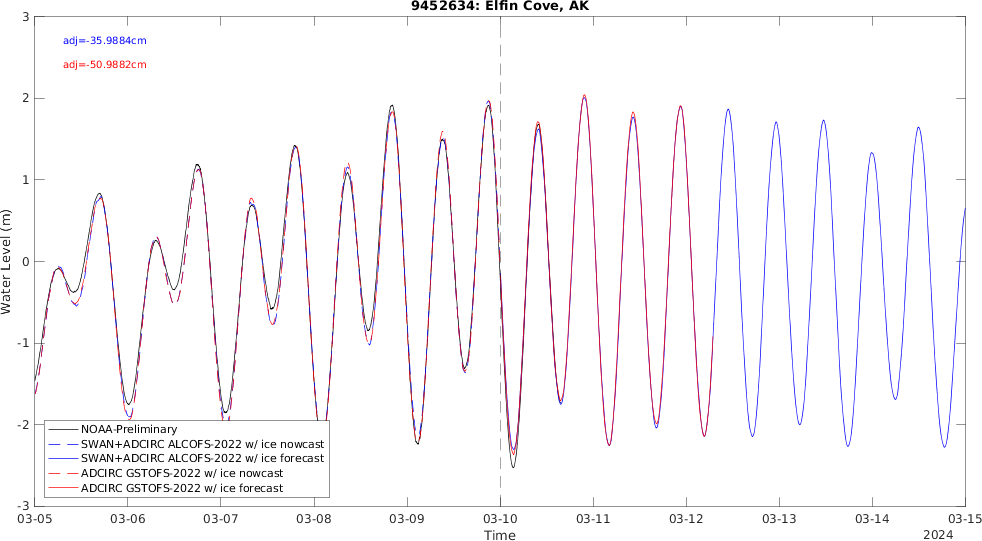 9452634: Elfin Cove, AK
adj=-35.9884cm
adj=-50.9882cm
Water Level (m)
3
2
1
0
-1
-2
-3
NOAA-Preliminary
SWAN+ADCIRC ALCOFS-2022 w/ ice nowcast
SWAN+ADCIRC ALCOFS-2022 w/ ice forecast
ADCIRC GSTOFS-2022 w/ ice nowcast
ADCIRC GSTOFS-2022 w/ ice forecast
03-05 03-06 03-07 03-08 03-09 03-10 03-11 03-12 03-13 03-14 03-15
Time
2024